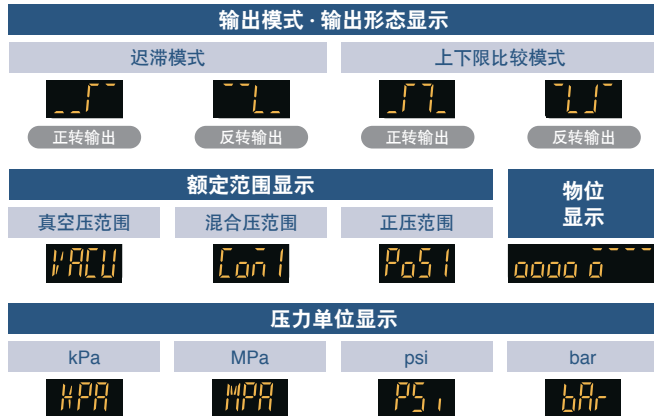 输出模式 · 输出形态显示
迟滞模式 上下限比较模式
正转输出 反转输出 正转输出 反转输出
额定范围显示 物位
显示
真空压范围 混合压范围 正压范围
VACU ComI PoSI
压力单位显示
kPa MPa psi bar
KPA MPA PSi bAr